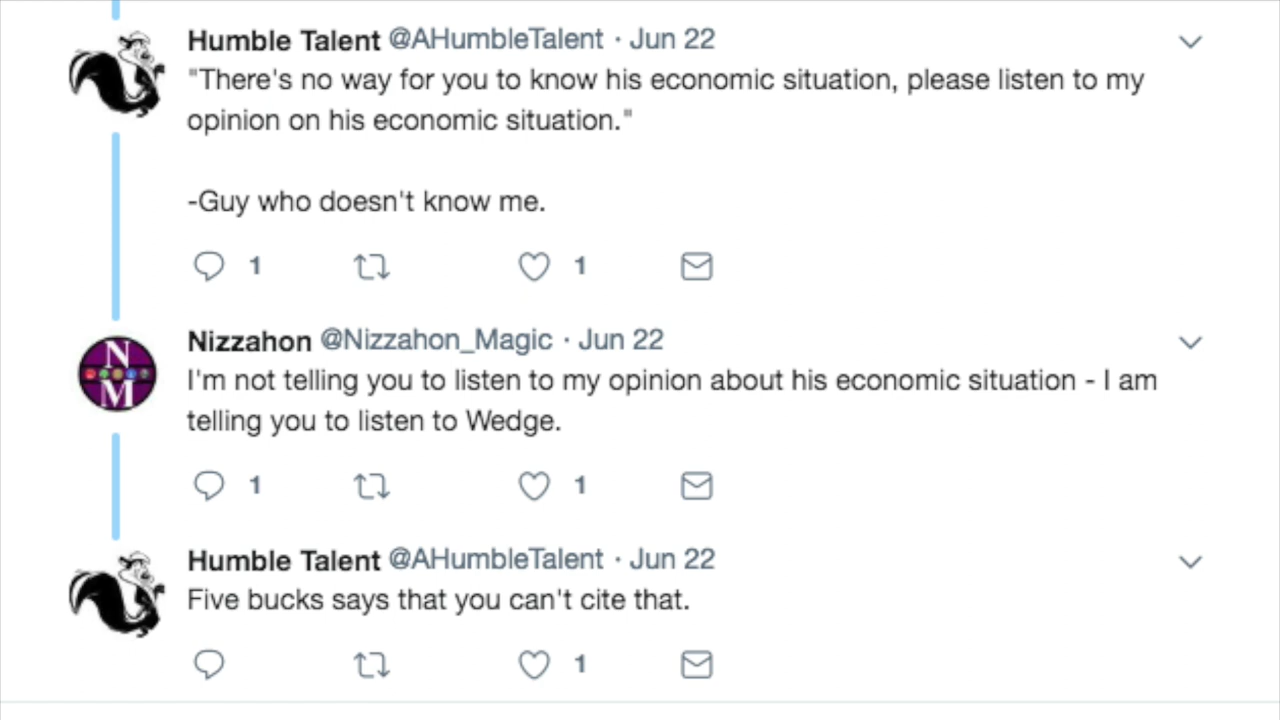 Humble Talent @AHumbleTalent · Jun 22
"There's no way for you to know his economic situation, please listen to my
opinion on his economic situation."
-Guy who doesn't know me.
1 1
Nizzahon @Nizzahon_Magic · Jun 22
N
M
I'm not telling you to listen to my opinion about his economic situation - I am
telling you to listen to Wedge.
1 1
Humble Talent @AHumbleTalent · Jun 22
Five bucks says that you can't cite that.
1